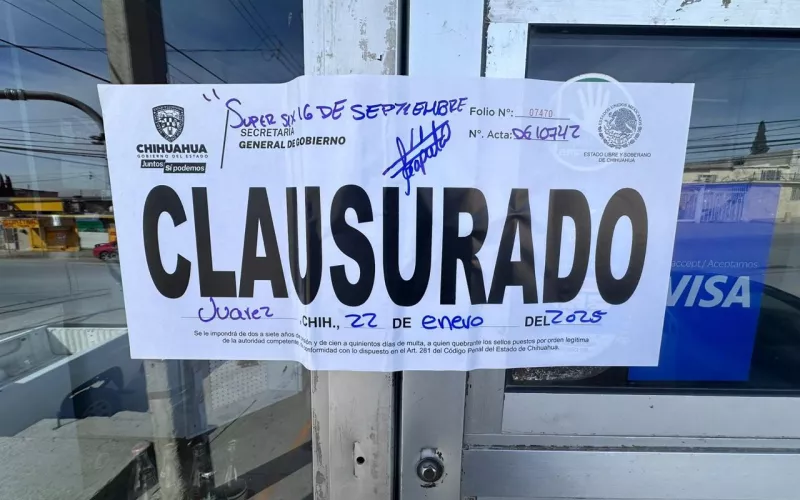 "Super Six 16 DE SEPTIEMBRE
SECRETARÍA
GENERAL DE GOBIERNO
Folio N°: 07470
N°. Acta: DG10742
CHIHUAHUA
GOBIERNO DEL ESTADO
Juntos Sí podemos
ESTADO LIBRE Y SOBERANO
DE CHIHUAHUA
CLAUSURADO
Juarez, CHIH., 22 DE enero DEL 2025
Se le impondrá de dos a siete años de prisión y de cien a quinientos días de multa, a quien quebrante los sellos puestos por orden legítima
de la autoridad competente conformidad con lo dispuesto en el Art. 281 del Código Penal del Estado de Chihuahua.
accept / Aceptamos
VISA